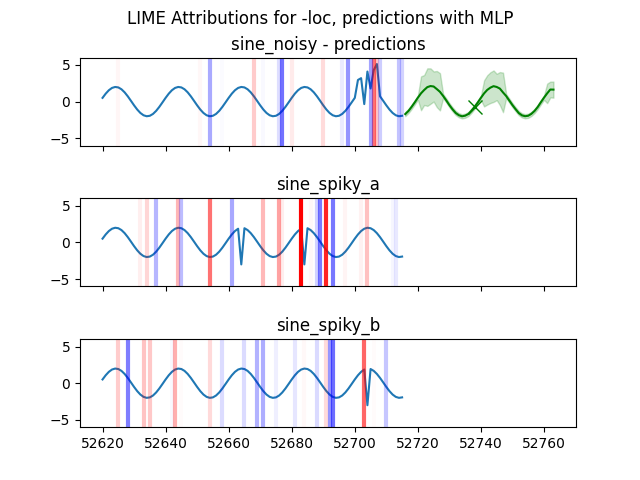 LIME Attributions for -loc, predictions with MLP
sine_noisy - predictions
5
0
−5
sine_spiky_a
5
0
−5
sine_spiky_b
5
0
−5
52620 52640 52660 52680 52700 52720 52740 52760